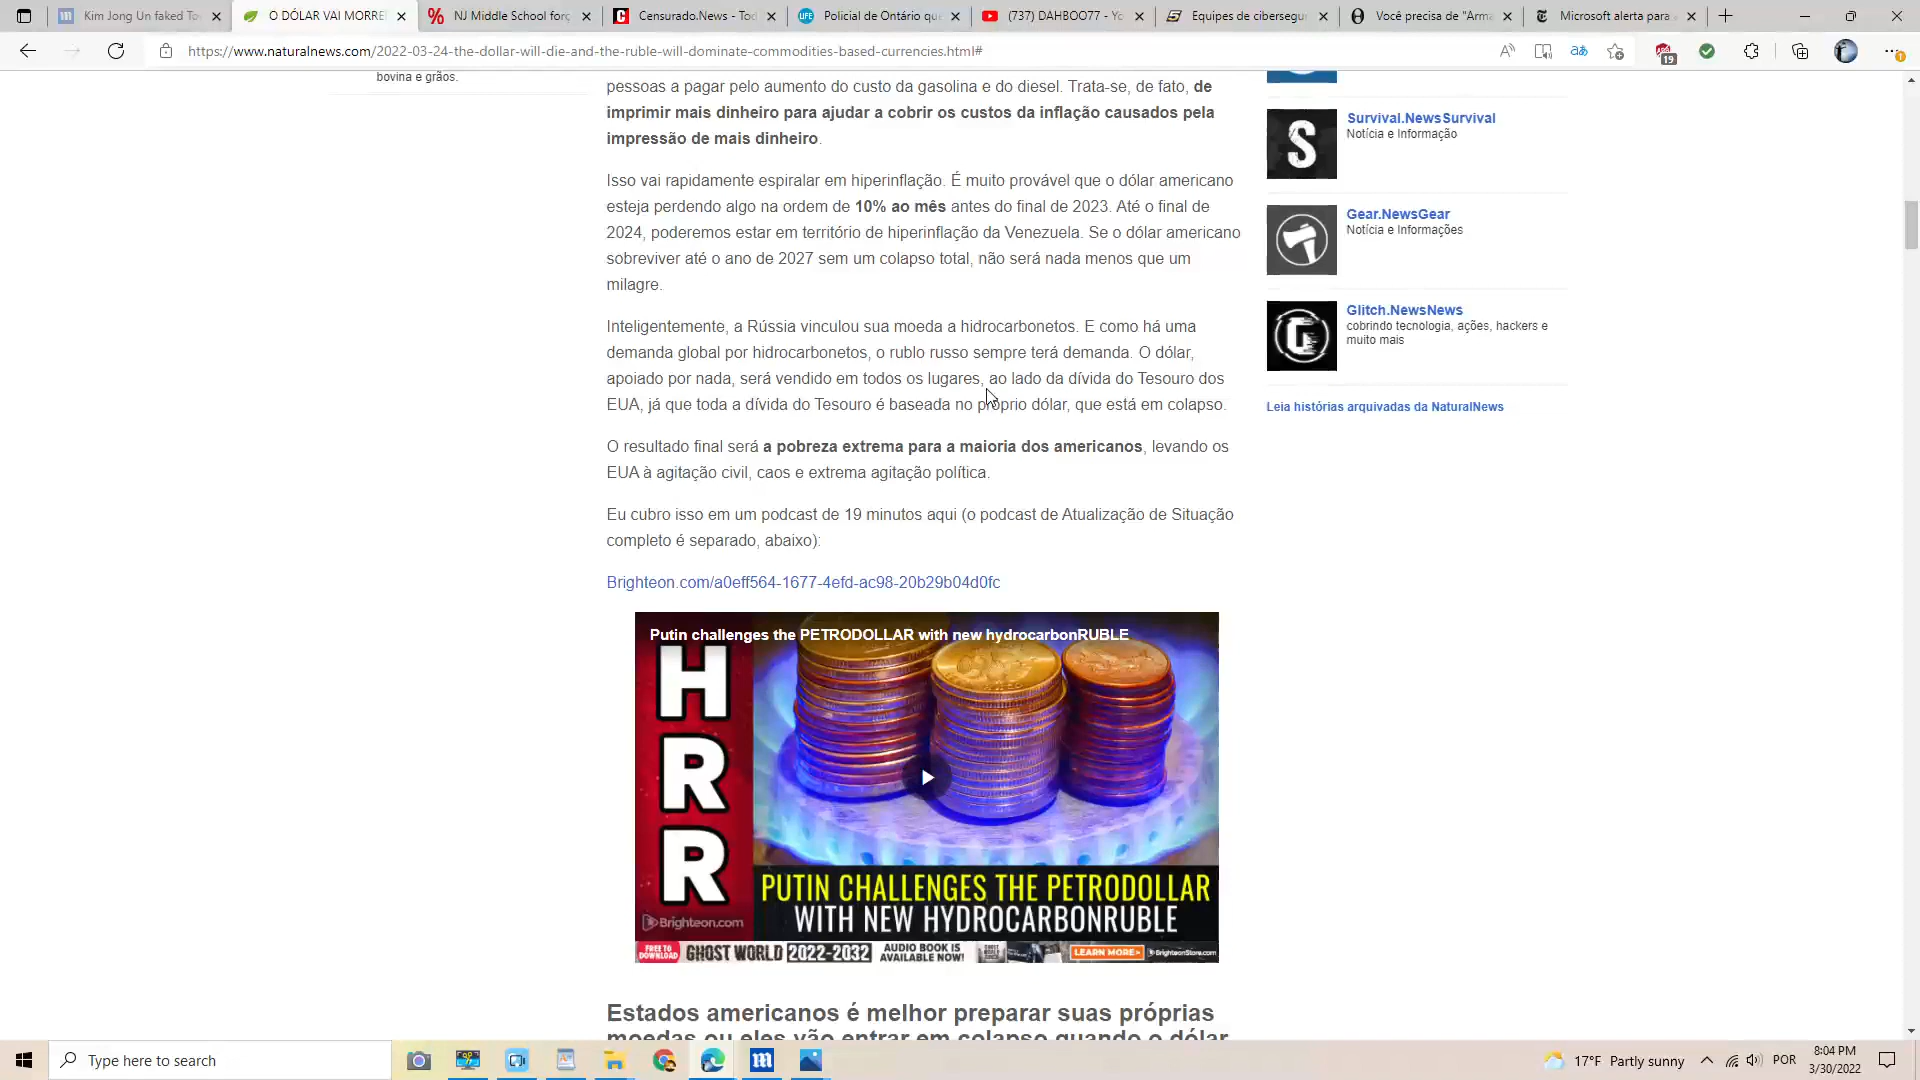 Kim Jong Un faked To
O DÓLAR VAI MORRE
NJ Middle School forç
Censurado.News - Tod
Policial de Ontário que
(737) DAHBOO77 - Yo
Equipes de cibersegu
Você precisa de "Arma
Microsoft alerta para
https://www.naturalnews.com/2022-03-24-the-dollar-will-die-and-the-ruble-will-dominate-commodities-based-currencies.html#
19
bovina e grãos.
pessoas a pagar pelo aumento do custo da gasolina e do diesel. Trata-se, de fato, de
imprimir mais dinheiro para ajudar a cobrir os custos da inflação causados pela
impressão de mais dinheiro.
Isso vai rapidamente espiralar em hiperinflação. É muito provável que o dólar americano
esteja perdendo algo na ordem de 10% ao mês antes do final de 2023. Até o final de
2024, poderemos estar em território de hiperinflação da Venezuela. Se o dólar americano
sobreviver até o ano de 2027 sem um colapso total, não será nada menos que um
milagre.
Inteligentemente, a Rússia vinculou sua moeda a hidrocarbonetos. E como há uma
demanda global por hidrocarbonetos, o rublo russo sempre terá demanda. O dólar,
apoiado por nada, será vendido em todos os lugares, ao lado da dívida do Tesouro dos
EUA, já que toda a dívida do Tesouro é baseada no próprio dólar, que está em colapso.
O resultado final será a pobreza extrema para a maioria dos americanos, levando os
EUA à agitação civil, caos e extrema agitação política.
Eu cubro isso em um podcast de 19 minutos aqui (o podcast de Atualização de Situação
completo é separado, abaixo):
Brighteon.com/a0eff564-1677-4efd-ac98-20b29b04d0fc
Putin challenges the PETRODOLLAR with new hydrocarbonRUBLE
HRR
Brighteon.com
PUTIN CHALLENGES THE PETRODOLLAR
WITH NEW HYDROCARBONRUBLE
FREE TO DOWNLOAD GHOST WORLD 2022-2032 AUDIO BOOK IS AVAILABLE NOW! LEARN MORE> BrighteonStore.com
Estados americanos é melhor preparar suas próprias
moedas ou eles vão entrar em colapso quando o dólar
Survival.NewsSurvival
Notícia e Informação
Gear.NewsGear
Notícia e Informações
Glitch.NewsNews
cobrindo tecnologia, ações, hackers e
muito mais
Leia histórias arquivadas da NaturalNews
Type here to search
17°F Partly sunny
POR
8:04 PM
3/30/2022